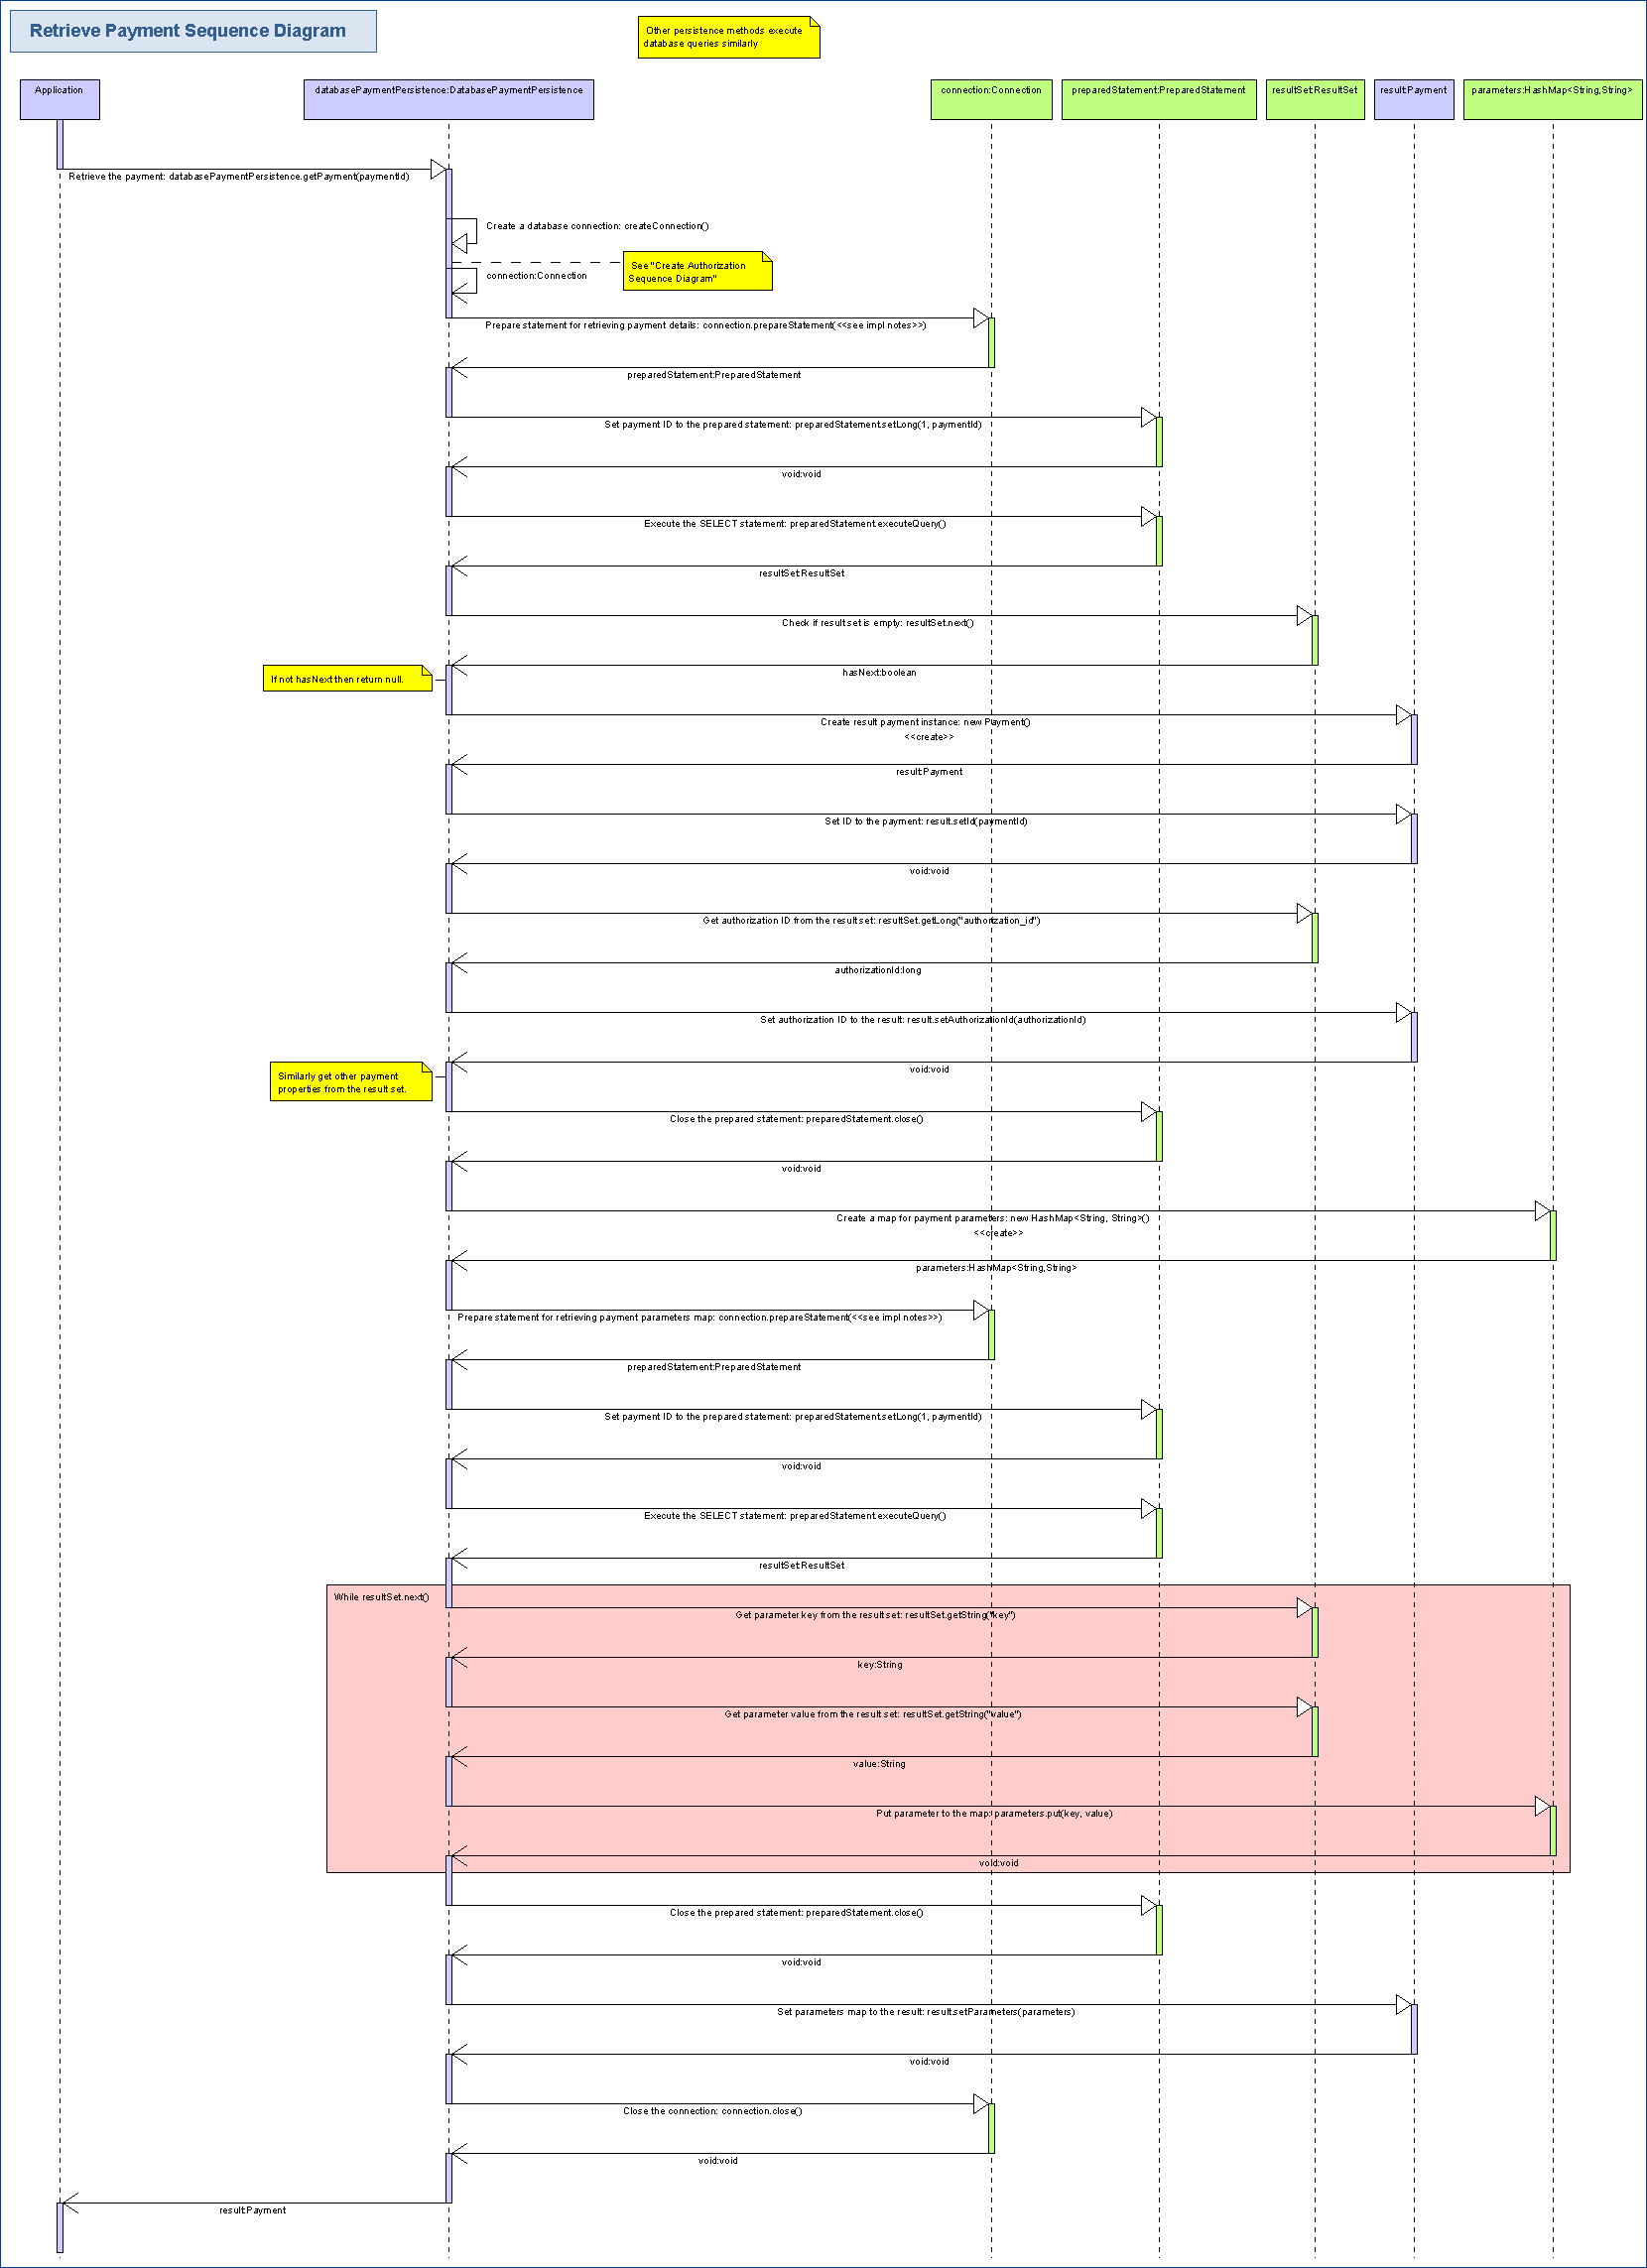 Retrieve Payment Sequence Diagram
Other persistence methods execute
database queries similarly
Application
databasePaymentPersistence:DatabasePaymentPersistence
connection:Connection
preparedStatement:PreparedStatement
resultSet:ResultSet
result:Payment
parameters:HashMap<String,String>
Retrieve the payment: databasePaymentPersistence.getPayment(paymentId)
Create a database connection: createConnection()
See "Create Authorization
Sequence Diagram"
connection:Connection
Prepare statement for retrieving payment details: connection.prepareStatement(<<see impl notes>>)
preparedStatement:PreparedStatement
Set payment ID to the prepared statement: preparedStatement.setLong(1, paymentId)
void:void
Execute the SELECT statement: preparedStatement.executeQuery()
resultSet:ResultSet
Check if result set is empty: resultSet.next()
hasNext:boolean
If not hasNext then return null.
Create result payment instance: new Payment()
<<create>>
result:Payment
Set ID to the payment: result.setId(paymentId)
void:void
Get authorization ID from the result set: resultSet.getLong("authorization_id")
authorizationId:long
Set authorization ID to the result: result.setAuthorizationId(authorizationId)
void:void
Similarly get other payment
properties from the result set.
Close the prepared statement: preparedStatement.close()
void:void
Create a map for payment parameters: new HashMap<String, String>()
<<create>>
parameters:HashMap<String,String>
Prepare statement for retrieving payment parameters map: connection.prepareStatement(<<see impl notes>>)
preparedStatement:PreparedStatement
Set payment ID to the prepared statement: preparedStatement.setLong(1, paymentId)
void:void
Execute the SELECT statement: preparedStatement.executeQuery()
resultSet:ResultSet
While resultSet.next()
Get parameter key from the result set: resultSet.getString("key")
key:String
Get parameter value from the result set: resultSet.getString("value")
value:String
Put parameter to the map: parameters.put(key, value)
void:void
Close the prepared statement: preparedStatement.close()
void:void
Set parameters map to the result: result.setParameters(parameters)
void:void
Close the connection: connection.close()
void:void
result:Payment